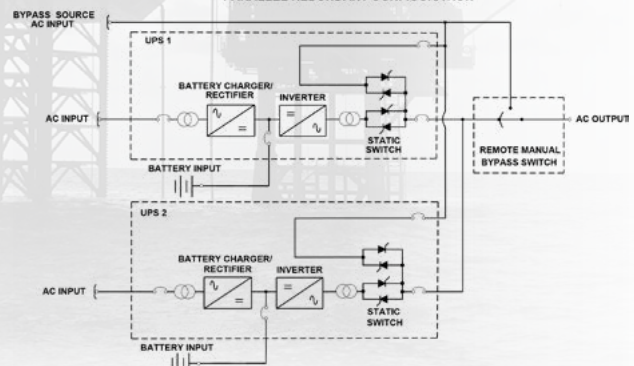 BYPASS SOURCE
AC INPUT
UPS 1
BATTERY CHARGER/
RECTIFIER
INVERTER
AC INPUT
STATIC
SWITCH
AC OUTPUT
REMOTE MANUAL
BYPASS SWITCH
BATTERY INPUT
UPS 2
BATTERY CHARGER/
RECTIFIER
INVERTER
AC INPUT
STATIC
SWITCH
BATTERY INPUT